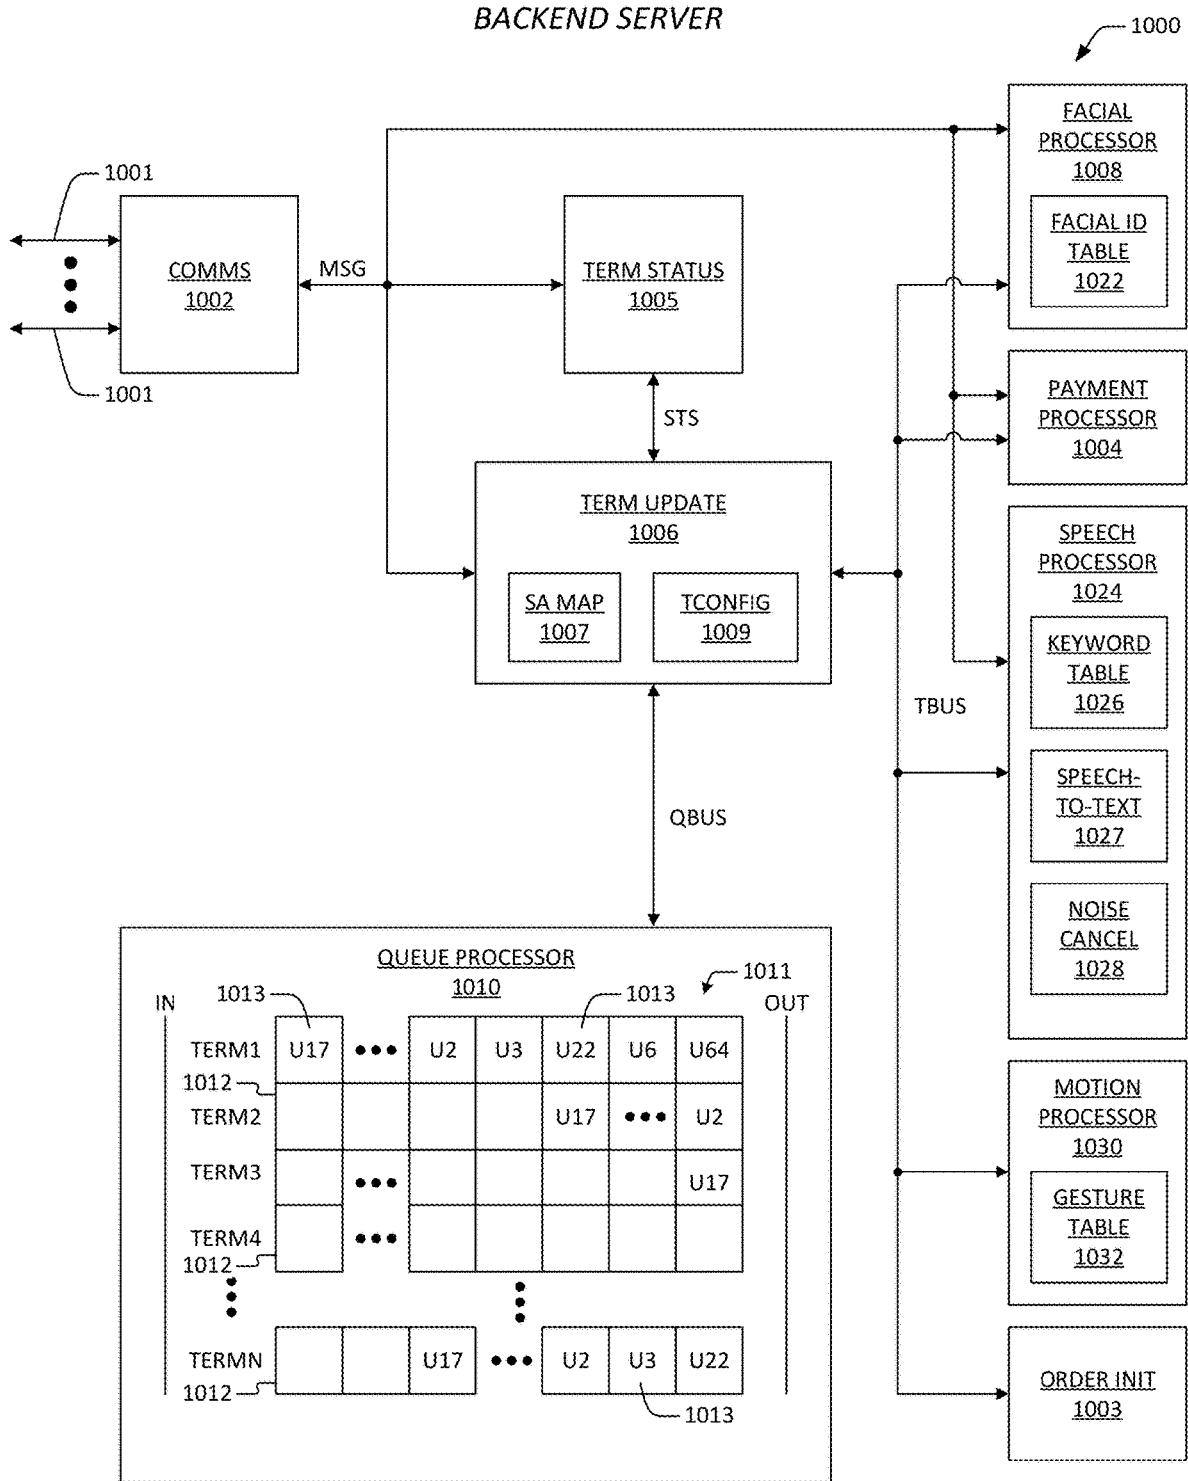 BACKEND SERVER
1000
1001
COMMS
1002
1001
MSG
TERM STATUS
1005
STS
TERM UPDATE
1006
SA MAP
1007
TCONFIG
1009
TBUS
QBUS
FACIAL
PROCESSOR
1008
FACIAL ID
TABLE
1022
PAYMENT
PROCESSOR
1004
SPEECH
PROCESSOR
1024
KEYWORD
TABLE
1026
SPEECH-
TO-TEXT
1027
NOISE
CANCEL
1028
MOTION
PROCESSOR
1030
GESTURE
TABLE
1032
ORDER INIT
1003
QUEUE PROCESSOR
1010
1011
IN
1013
1013
OUT
TERM1 U17 U2 U3 U22 U6 U64
1012
TERM2 U17 U2
TERM3 U17
TERM4
1012
TERMN U17 U2 U3 U22
1012
1013